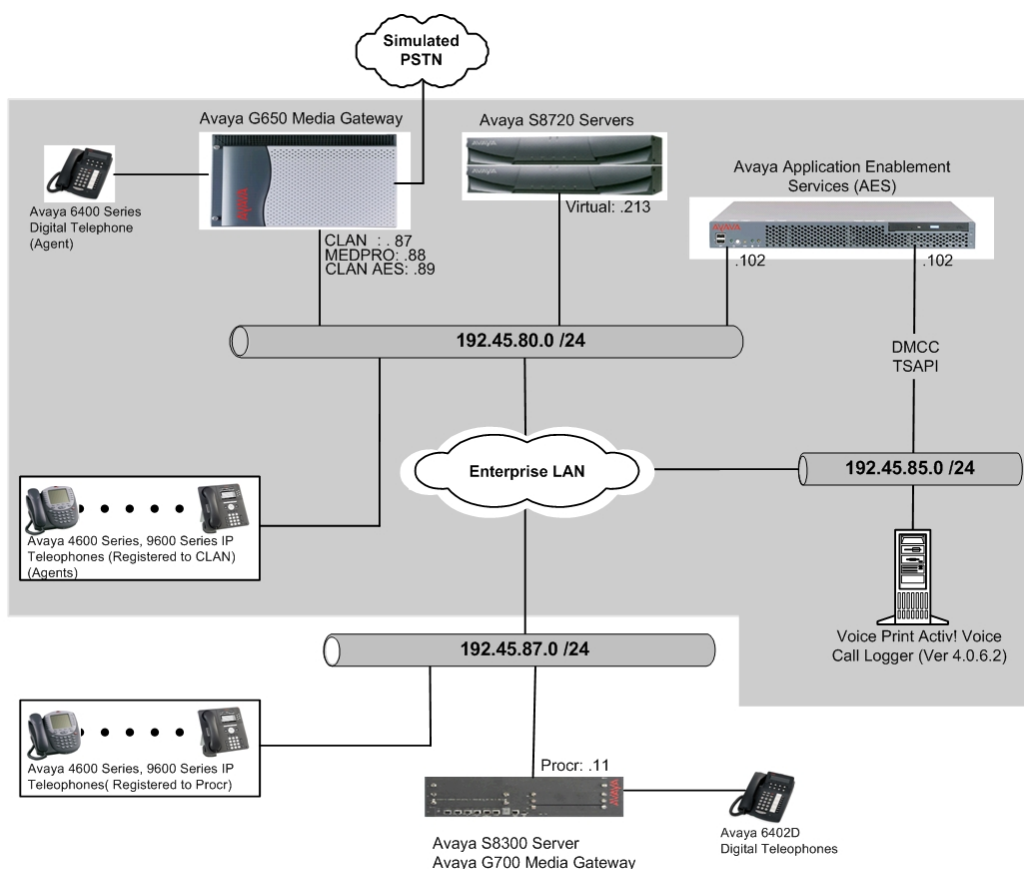 Simulated
PSTN
Avaya G650 Media Gateway
Avaya S8720 Servers
Avaya Application Enablement
Services (AES)
Avaya 6400 Series
Digital Telephone
(Agent)
CLAN : . 87
MEDPRO: .88
CLAN AES: .89
Virtual: .213
AVAYA
.102
.102
192.45.80.0 /24
DMCC
TSAPI
Enterprise LAN
192.45.85.0 /24
Avaya 4600 Series, 9600 Series IP
Teleophones (Registered to CLAN)
(Agents)
Voice Print Activ! Voice
Call Logger (Ver 4.0.6.2)
192.45.87.0 /24
Avaya 4600 Series, 9600 Series IP
Teleophones( Registered to Procr)
Procr: .11
Avaya S8300 Server
Avaya G700 Media Gateway
Avaya 6402D
Digital Teleophones